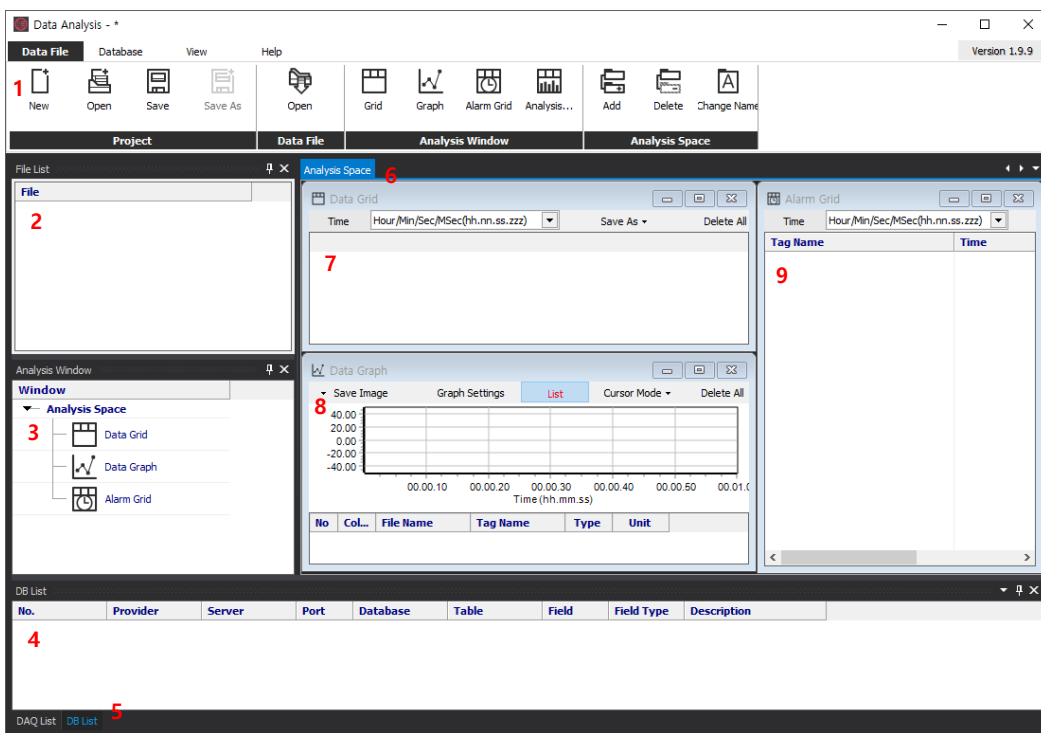 Data Analysis - *
Data File Database View Help Version 1.9.9
1
New Open Save Save As Open Grid Graph Alarm Grid Analysis... Add Delete Change Name
Project Data File Analysis Window Analysis Space
File List
File
2
Analysis Window
Window
Analysis Space
3
Data Grid
Data Graph
Alarm Grid
Analysis Space 6
Data Grid
Time Hour/Min/Sec/MSec(hh.nn.ss.zzz) Save As Delete All
7
Data Graph
Save Image Graph Settings List Cursor Mode Delete All
8
40.00
20.00
0.00
-20.00
-40.00
00.00.10 00.00.20 00.00.30 00.00.40 00.00.50 00.01.0
Time (hh.mm.ss)
No Col... File Name Tag Name Type Unit
Alarm Grid
Time Hour/Min/Sec/MSec(hh.nn.ss.zzz)
Tag Name Time
9
DB List
No. Provider Server Port Database Table Field Field Type Description
4
DAQ List DB List 5